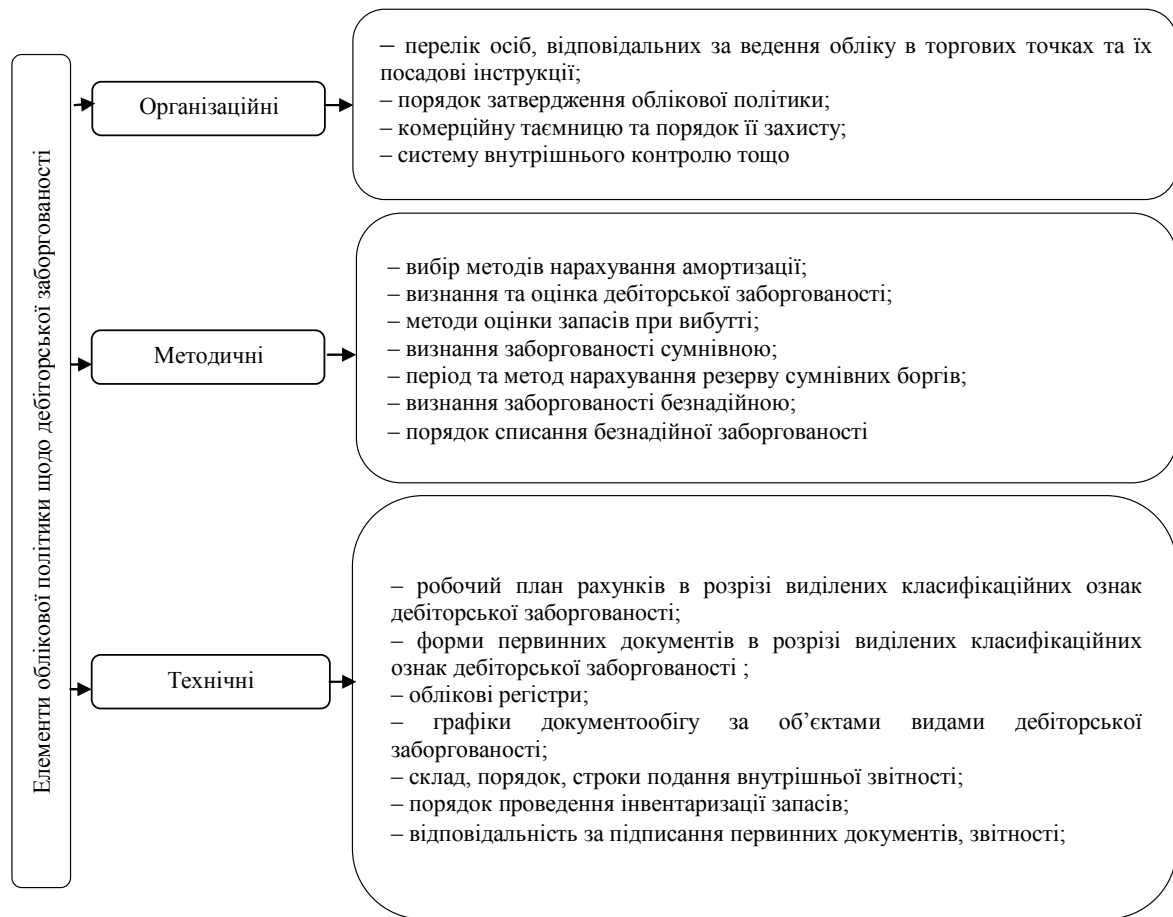 Елементи облікової політики щодо дебіторської заборгованості
Організаційні
– перелік осіб, відповідальних за ведення обліку в торгових точках та їх
посадові інструкції;
– порядок затвердження облікової політики;
– комерційну таємницю та порядок її захисту;
– систему внутрішнього контролю тощо
Методичні
– вибір методів нарахування амортизації;
– визнання та оцінка дебіторської заборгованості;
– методи оцінки запасів при вибутті;
– визнання заборгованості сумнівною;
– період та метод нарахування резерву сумнівних боргів;
– визнання заборгованості безнадійною;
– порядок списання безнадійної заборгованості
Технічні
– робочий план рахунків в розрізі виділених класифікаційних ознак
дебіторської заборгованості;
– форми первинних документів в розрізі виділених класифікаційних
ознак дебіторської заборгованості ;
– облікові регістри;
– графіки документообігу за об’єктами видами дебіторської
заборгованості;
– склад, порядок, строки подання внутрішньої звітності;
– порядок проведення інвентаризації запасів;
– відповідальність за підписання первинних документів, звітності;